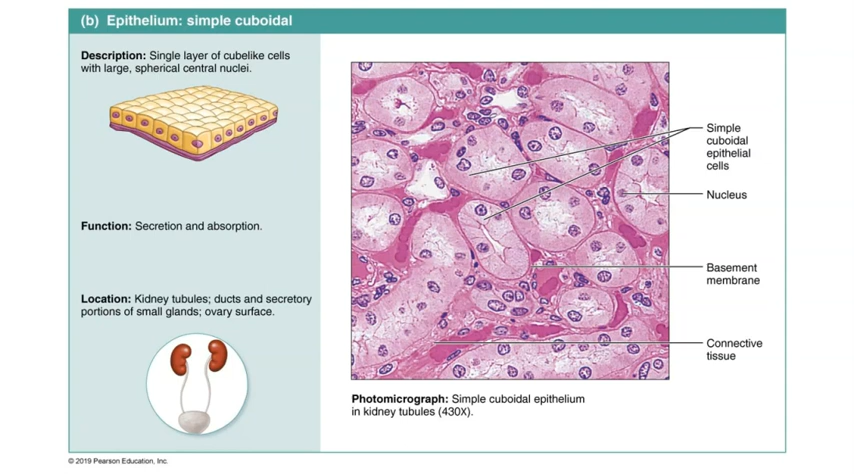 (b) Epithelium: simple cuboidal
Description: Single layer of cubelike cells
with large, spherical central nuclei.
Function: Secretion and absorption.
Location: Kidney tubules; ducts and secretory
portions of small glands; ovary surface.
Simple
cuboidal
epithelial
cells
Nucleus
Basement
membrane
Connective
tissue
Photomicrograph: Simple cuboidal epithelium
in kidney tubules (430X).
© 2019 Pearson Education, Inc.